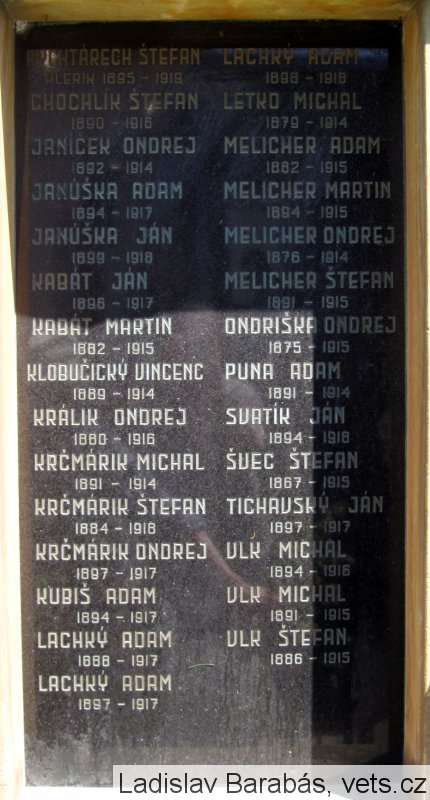 ŠTEFAN
KLERIK 1895 - 1919
CHOCHLIK ŠTEFAN
1890 - 1916
JANÍČEK ONDREJ
1892 - 1914
JANÚŠKA ADAM
1894 - 1917
JANÚŠKA JÁN
1899 - 1918
KABÁT JÁN
1896 - 1917
KABÁT MARTIN
1882 - 1915
KLOBUČICKÝ VINCENC
1889 - 1914
KRÁLIK ONDREJ
1880 - 1916
KRČMÁRIK MICHAL
1891 - 1914
KRČMÁRIK ŠTEFAN
1884 - 1918
KRČMÁRIK ONDREJ
1897 - 1917
KUBIŠ ADAM
1894 - 1917
LACHKÝ ADAM
1888 - 1917
LACHKÝ ADAM
1897 - 1917
LACHKÝ ADAM
1898 - 1918
LETKO MICHAL
1879 - 1914
MELICHER ADAM
1882 - 1915
MELICHER MARTIN
1894 - 1915
MELICHER ONDREJ
1876 - 1914
MELICHER ŠTEFAN
1891 - 1915
ONDRIŠKA ONDREJ
1875 - 1915
PUNA ADAM
1891 - 1914
SVATÍK JÁN
1894 - 1918
ŠVEC ŠTEFAN
1867 - 1915
TICHAVSKÝ JÁN
1897 - 1917
VLK MICHAL
1894 - 1916
VLK MICHAL
1891 - 1915
VLK ŠTEFAN
1886 - 1915
Ladislav Barabás, vets.cz